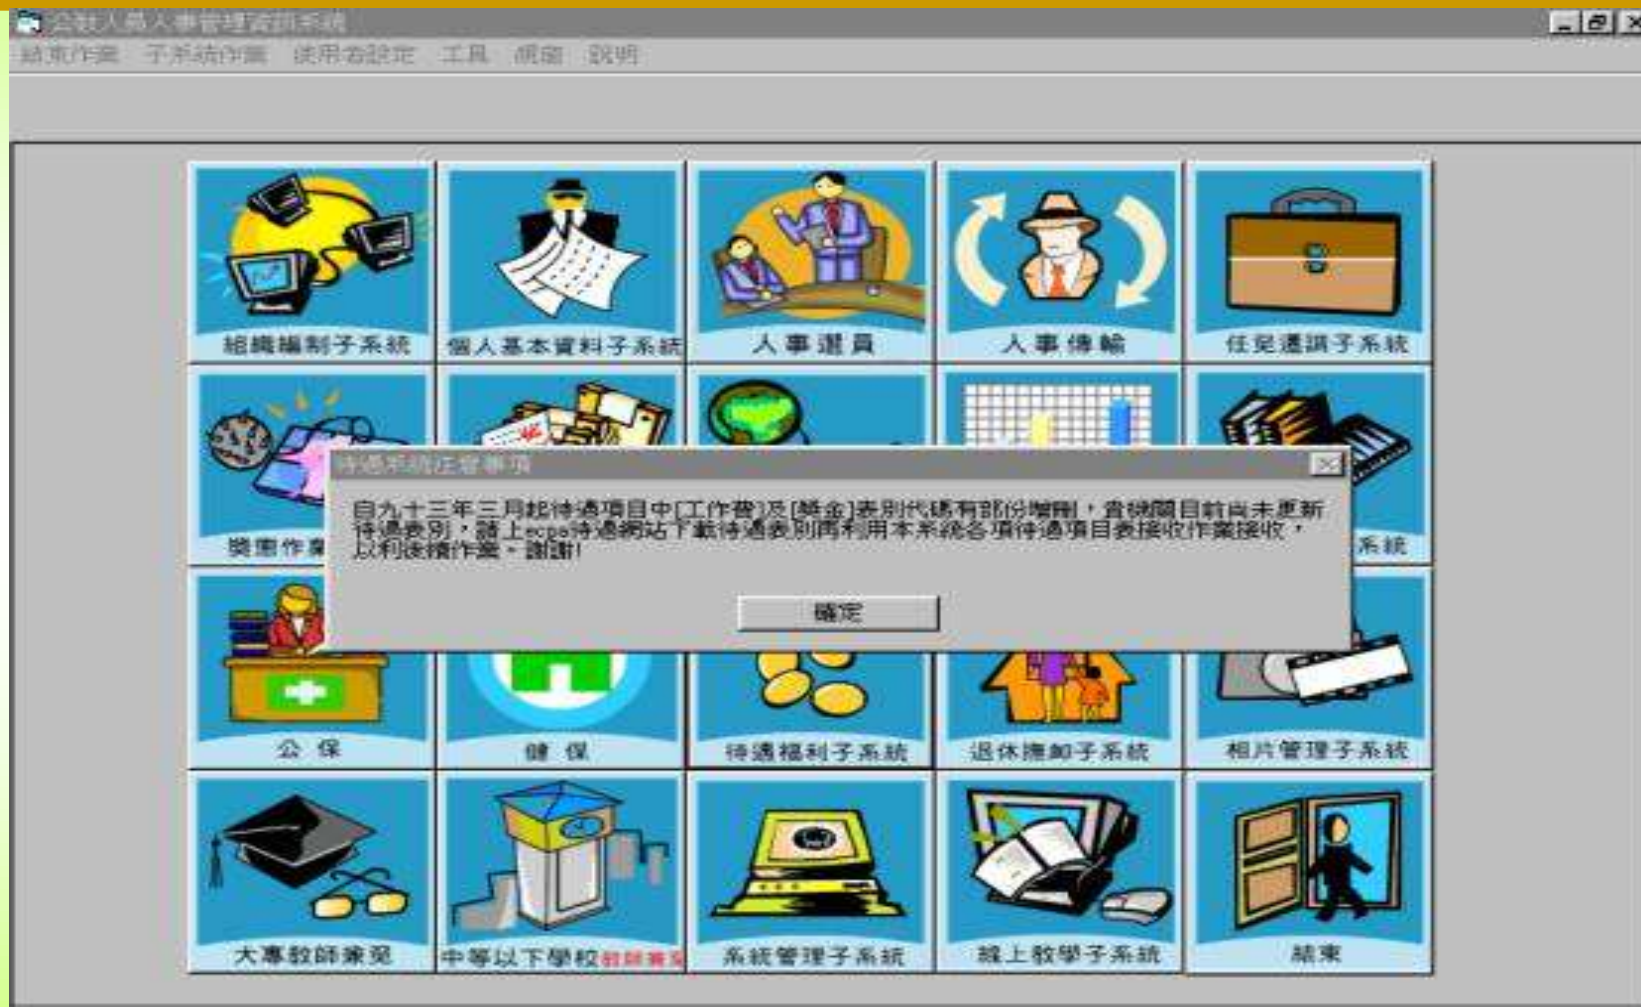 公教人員人事管理資訊系統
結束作業 子系統作業 使用者設定 工具 視窗 說明
組織編制子系統
個人基本資料子系統
人事選員
人事傳輸
任免遷調子系統
待遇系統注意事項
自九十三年三月起待遇項目中[工作費]及[獎金]表別代碼有部份增刪,貴機關目前尚未更新
待遇表別,請上ecpa待遇網站下載待遇表別再利用本系統各項待遇項目表接收作業接收,
以利後續作業。謝謝!
確定
獎懲作業
系統
公保
健保
待遇福利子系統
退休撫卹子系統
相片管理子系統
大專教師兼免
中等以下學校教師兼免
系統管理子系統
線上教學子系統
結束